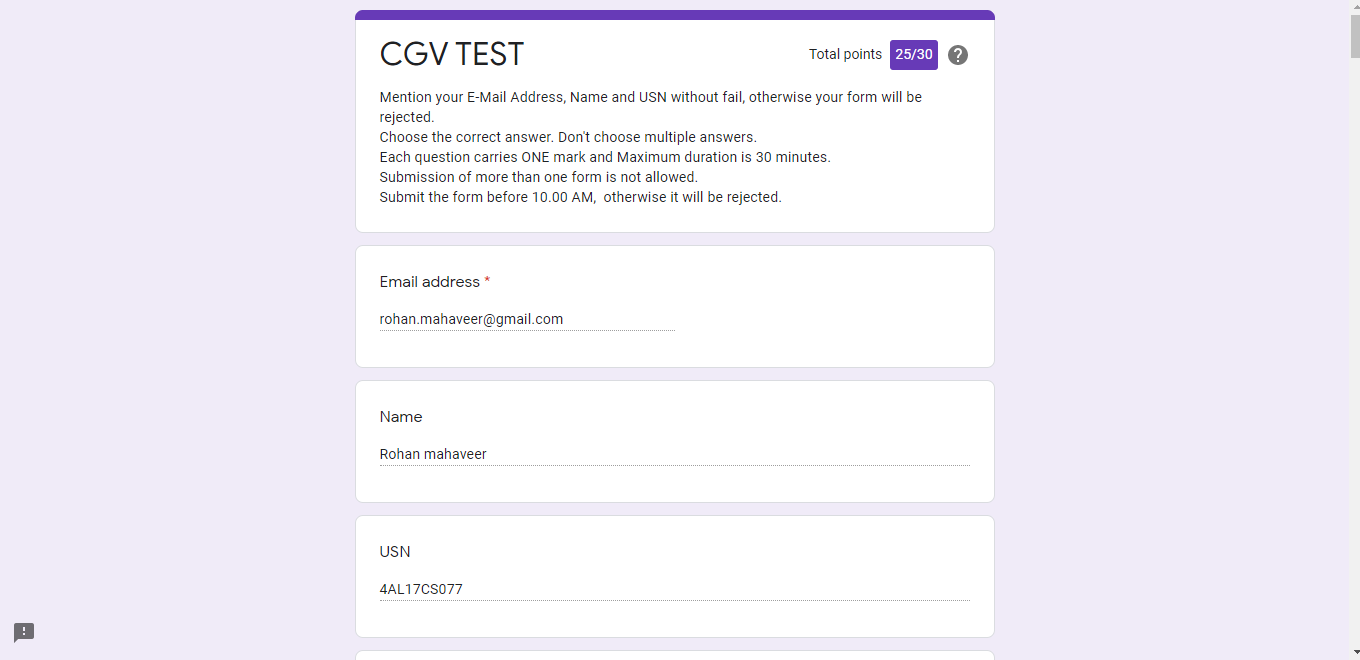 CGV TEST
Total points 25/30
Mention your E-Mail Address, Name and USN without fail, otherwise your form will be
rejected.
Choose the correct answer. Don't choose multiple answers.
Each question carries ONE mark and Maximum duration is 30 minutes.
Submission of more than one form is not allowed.
Submit the form before 10.00 AM,  otherwise it will be rejected.
Email address *
rohan.mahaveer@gmail.com
Name
Rohan mahaveer
USN
4AL17CS077